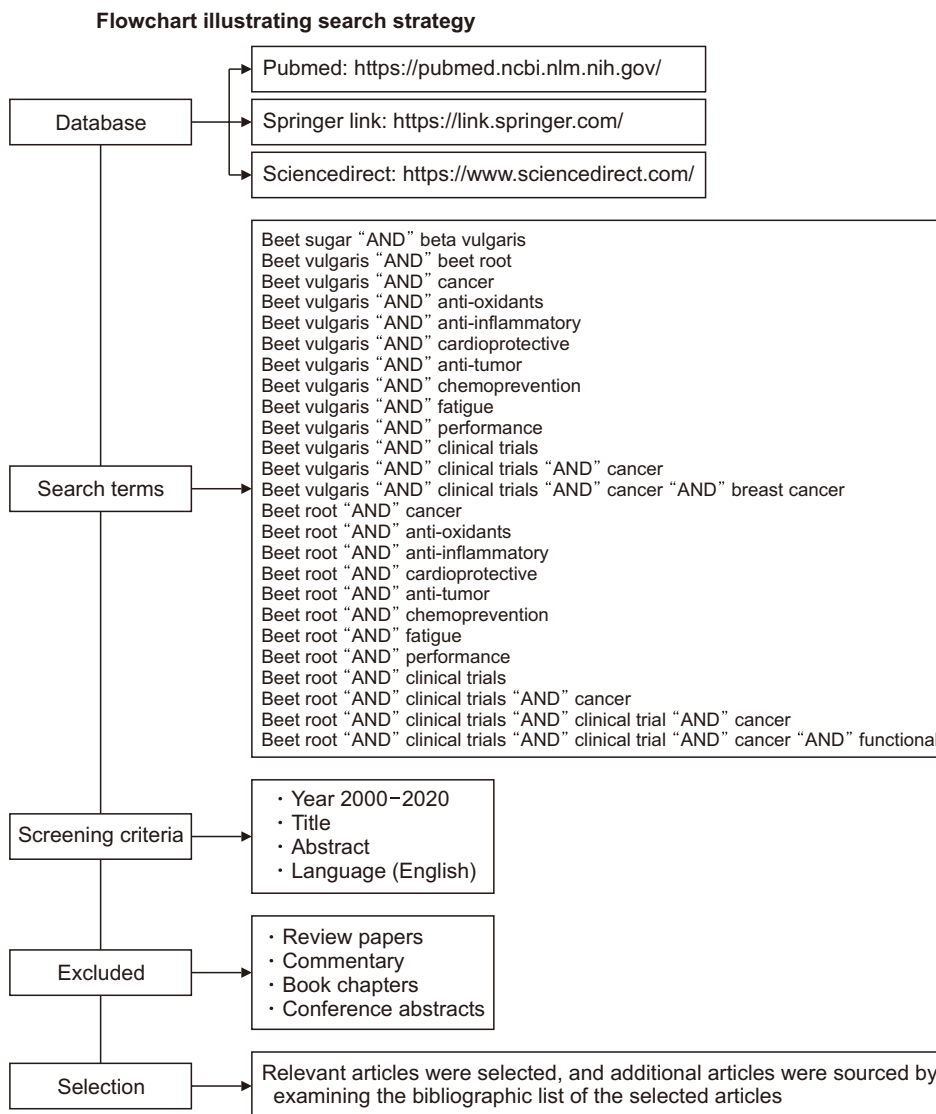 Flowchart illustrating search strategy
Database
Pubmed: https://pubmed.ncbi.nlm.nih.gov/
Springer link: https://link.springer.com/
Sciencedirect: https://www.sciencedirect.com/
Search terms
Beet sugar “AND” beta vulgaris
Beet vulgaris “AND” beet root
Beet vulgaris “AND” cancer
Beet vulgaris “AND” anti-oxidants
Beet vulgaris “AND” anti-inflammatory
Beet vulgaris “AND” cardioprotective
Beet vulgaris “AND” anti-tumor
Beet vulgaris “AND” chemoprevention
Beet vulgaris “AND” fatigue
Beet vulgaris “AND” performance
Beet vulgaris “AND” clinical trials
Beet vulgaris “AND” clinical trials “AND” cancer
Beet vulgaris “AND” clinical trials “AND” cancer “AND” breast cancer
Beet root “AND” cancer
Beet root “AND” anti-oxidants
Beet root “AND” anti-inflammatory
Beet root “AND” cardioprotective
Beet root “AND” anti-tumor
Beet root “AND” chemoprevention
Beet root “AND” fatigue
Beet root “AND” performance
Beet root “AND” clinical trials
Beet root “AND” clinical trials “AND” cancer
Beet root “AND” clinical trials “AND” clinical trial “AND” cancer
Beet root “AND” clinical trials “AND” clinical trial “AND” cancer “AND” functional
Screening criteria
· Year 2000−2020
· Title
· Abstract
· Language (English)
Excluded
· Review papers
· Commentary
· Book chapters
· Conference abstracts
Selection
Relevant articles were selected, and additional articles were sourced by
examining the bibliographic list of the selected articles